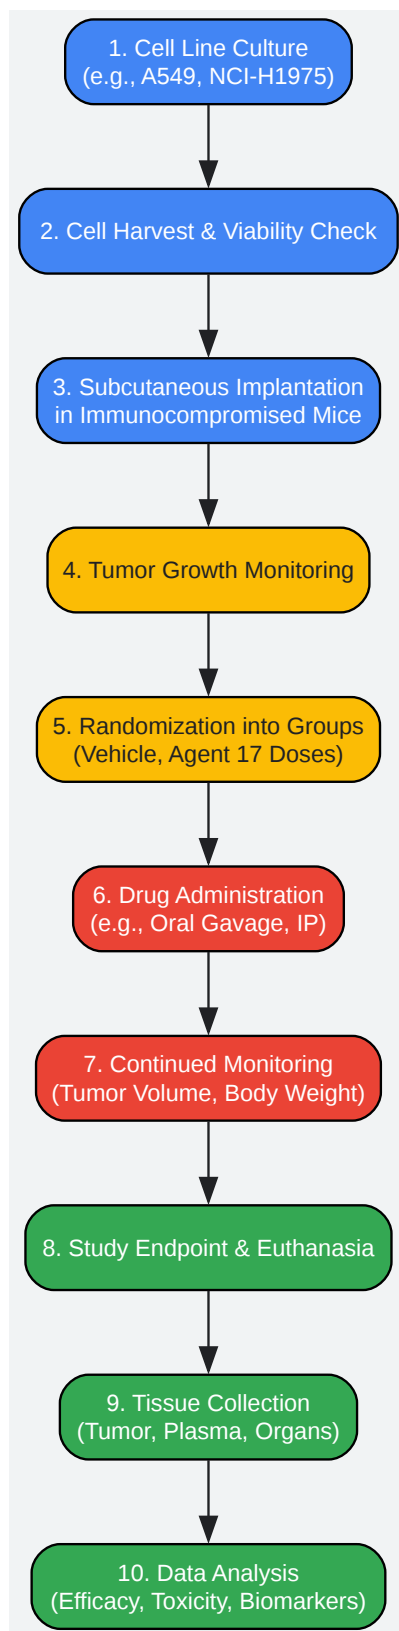 1. Cell Line Culture
(e.g., A549, NCI-H1975)
2. Cell Harvest & Viability Check
3. Subcutaneous Implantation
in Immunocompromised Mice
4. Tumor Growth Monitoring
5. Randomization into Groups
(Vehicle, Agent 17 Doses)
6. Drug Administration
(e.g., Oral Gavage, IP)
7. Continued Monitoring
(Tumor Volume, Body Weight)
8. Study Endpoint & Euthanasia
9. Tissue Collection
(Tumor, Plasma, Organs)
10. Data Analysis
(Efficacy, Toxicity, Biomarkers)